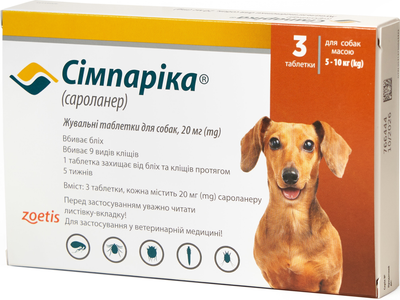 Сімпаріка®
(сароланер)
3
таблетки
для собак
масою
5 - 10 кг (kg)
Жувальні таблетки для собак, 20 мг (mg)
Вбиває бліх
Вбиває 9 видів кліщів
1 таблетка захищає від бліх та кліщів протягом
5 тижнів
Вміст: 3 таблетки, кожна містить 20 мг (mg) сароланеру
Перед застосуванням уважно читати
листівку-вкладку!
Для застосування у ветеринарній медицині!
zoetis
10/2026